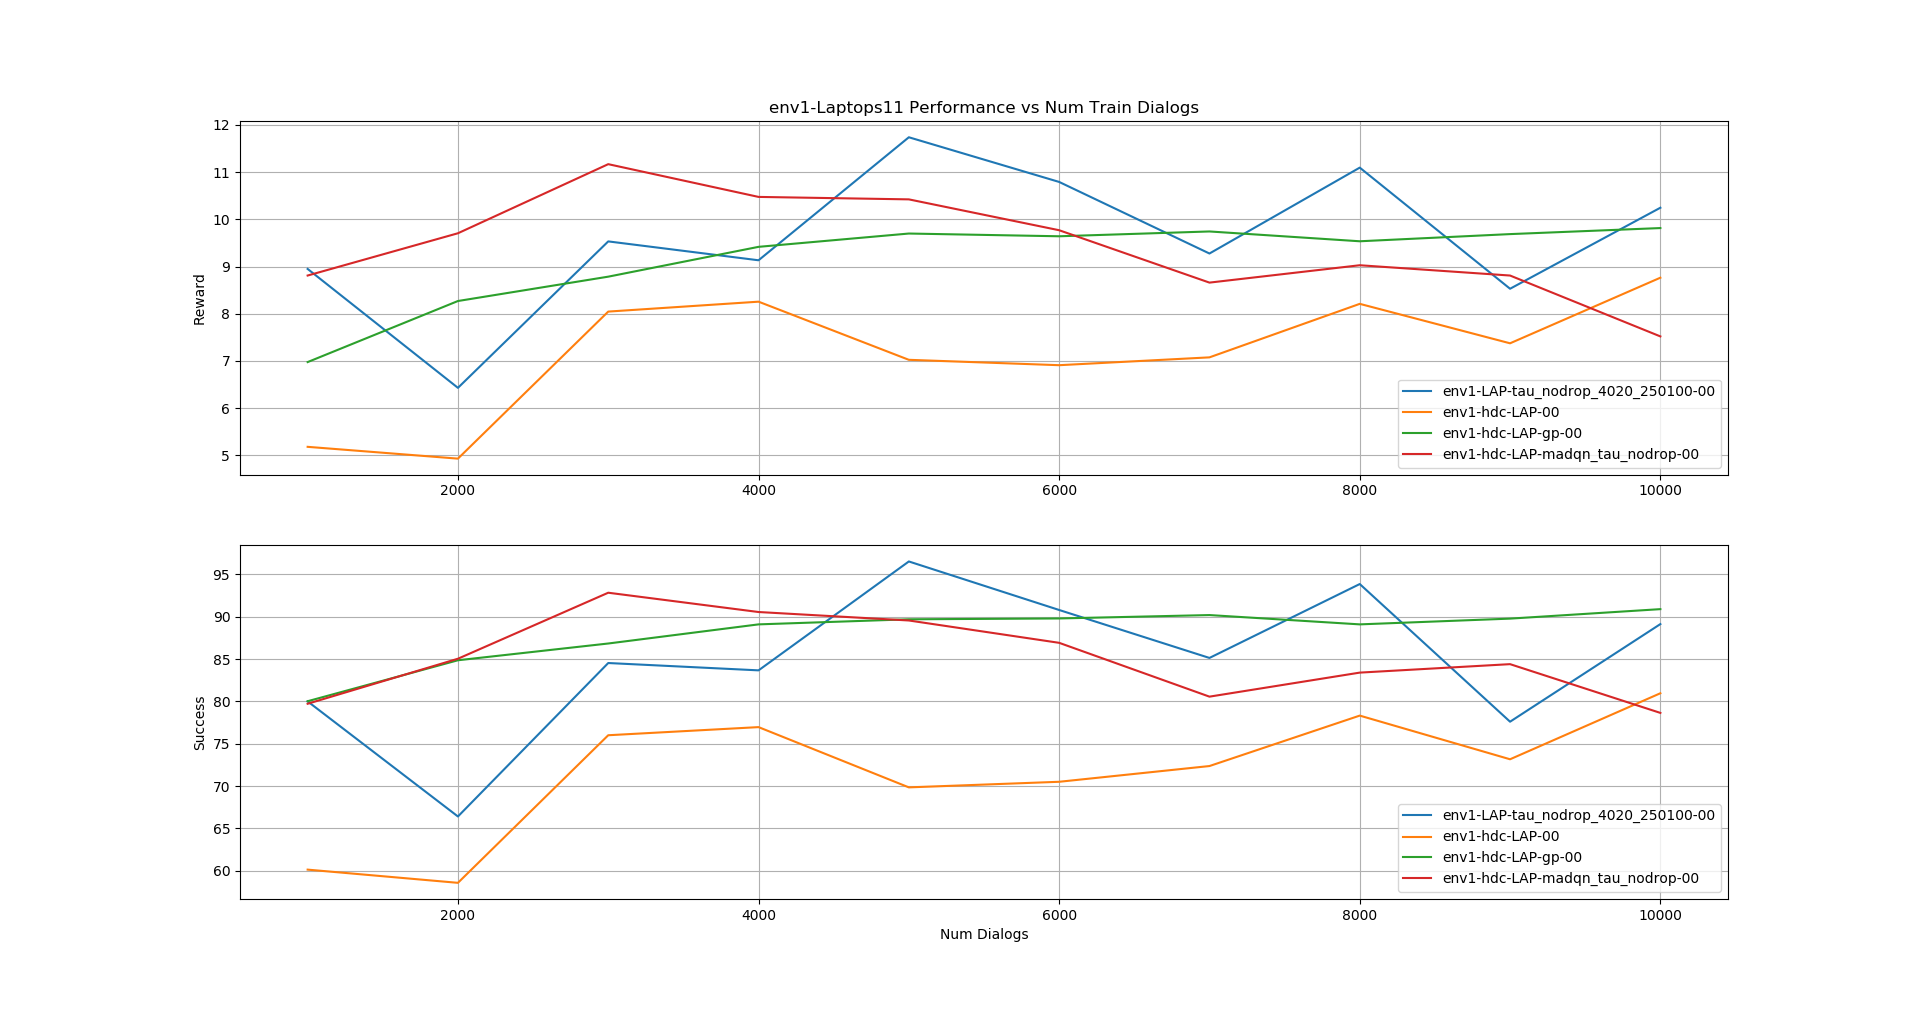 env1-Laptops11 Performance vs Num Train Dialogs
12
11
10
9
8
7
6
5
Reward
2000 4000 6000 8000 10000
env1-LAP-tau_nodrop_4020_250100-00
env1-hdc-LAP-00
env1-hdc-LAP-gp-00
env1-hdc-LAP-madqn_tau_nodrop-00
95
90
85
80
75
70
65
60
Success
env1-LAP-tau_nodrop_4020_250100-00
env1-hdc-LAP-00
env1-hdc-LAP-gp-00
env1-hdc-LAP-madqn_tau_nodrop-00
2000 4000 6000 8000 10000
Num Dialogs